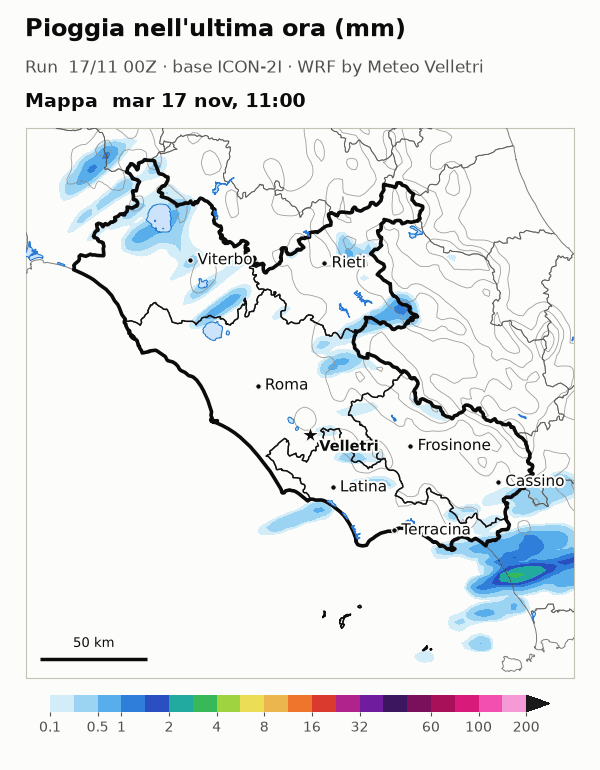 Pioggia nell'ultima ora (mm)
Run 17/11 00Z · base ICON-2I · WRF by Meteo Velletri
Mappa mar 17 nov, 11:00
Viterbo
Rieti
Roma
Velletri
Frosinone
Latina
Cassino
Terracina
50 km
0.1 0.5 1 2 4 8 16 32 60 100 200